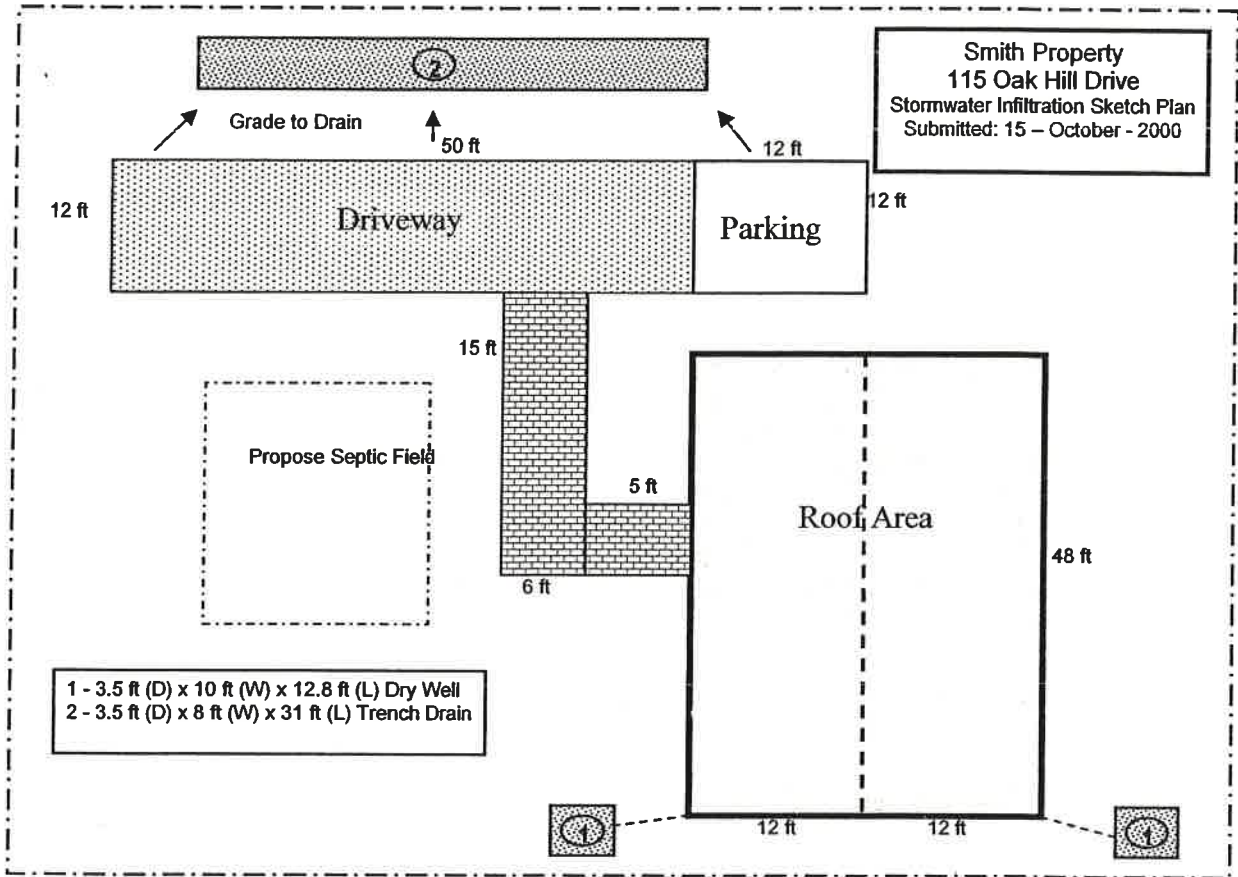 2
Smith Property
115 Oak Hill Drive
Stormwater Infiltration Sketch Plan
Submitted: 15 – October - 2000
Grade to Drain
50 ft
12 ft
12 ft
12 ft
Driveway
Parking
15 ft
Propose Septic Field
5 ft
Roof Area
48 ft
6 ft
1 - 3.5 ft (D) x 10 ft (W) x 12.8 ft (L) Dry Well
2 - 3.5 ft (D) x 8 ft (W) x 31 ft (L) Trench Drain
1
12 ft
12 ft
1